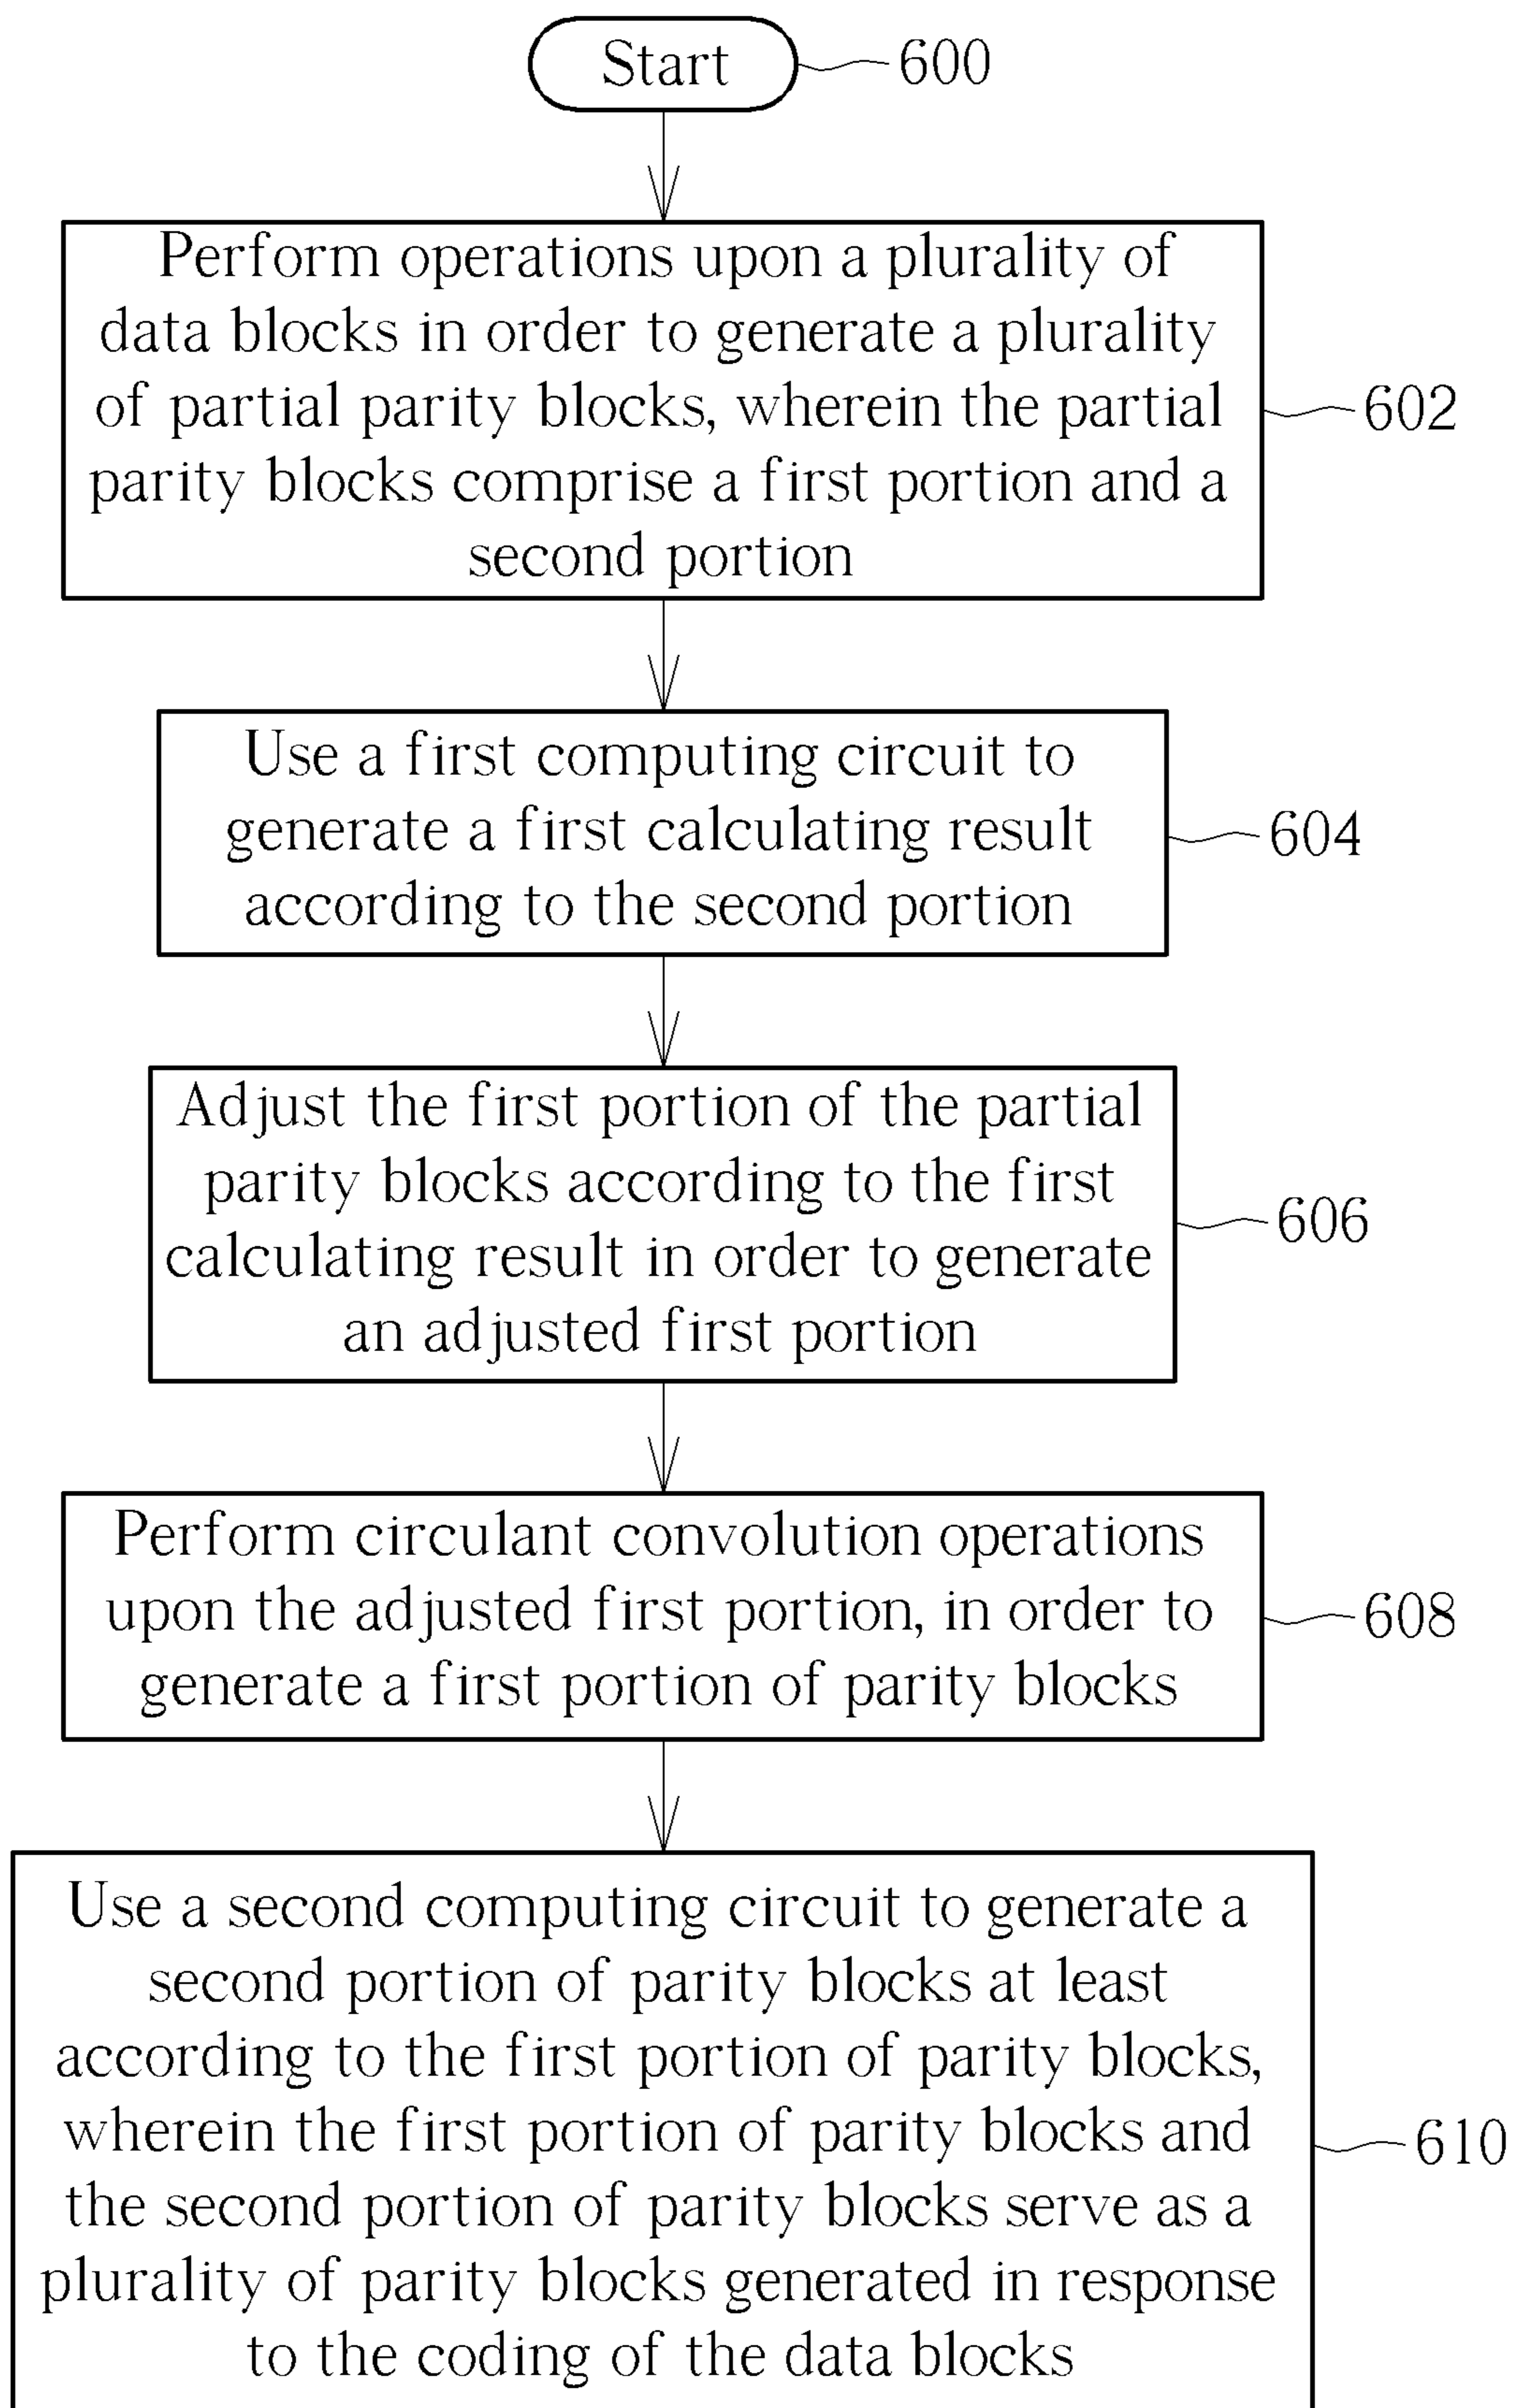 Start
600
Perform operations upon a plurality of
data blocks in order to generate a plurality
of partial parity blocks, wherein the partial
parity blocks comprise a first portion and a
second portion
602
Use a first computing circuit to
generate a first calculating result
according to the second portion
604
Adjust the first portion of the partial
parity blocks according to the first
calculating result in order to generate
an adjusted first portion
606
Perform circulant convolution operations
upon the adjusted first portion, in order to
generate a first portion of parity blocks
608
Use a second computing circuit to generate a
second portion of parity blocks at least
according to the first portion of parity blocks,
wherein the first portion of parity blocks and
the second portion of parity blocks serve as a
plurality of parity blocks generated in response
to the coding of the data blocks
610